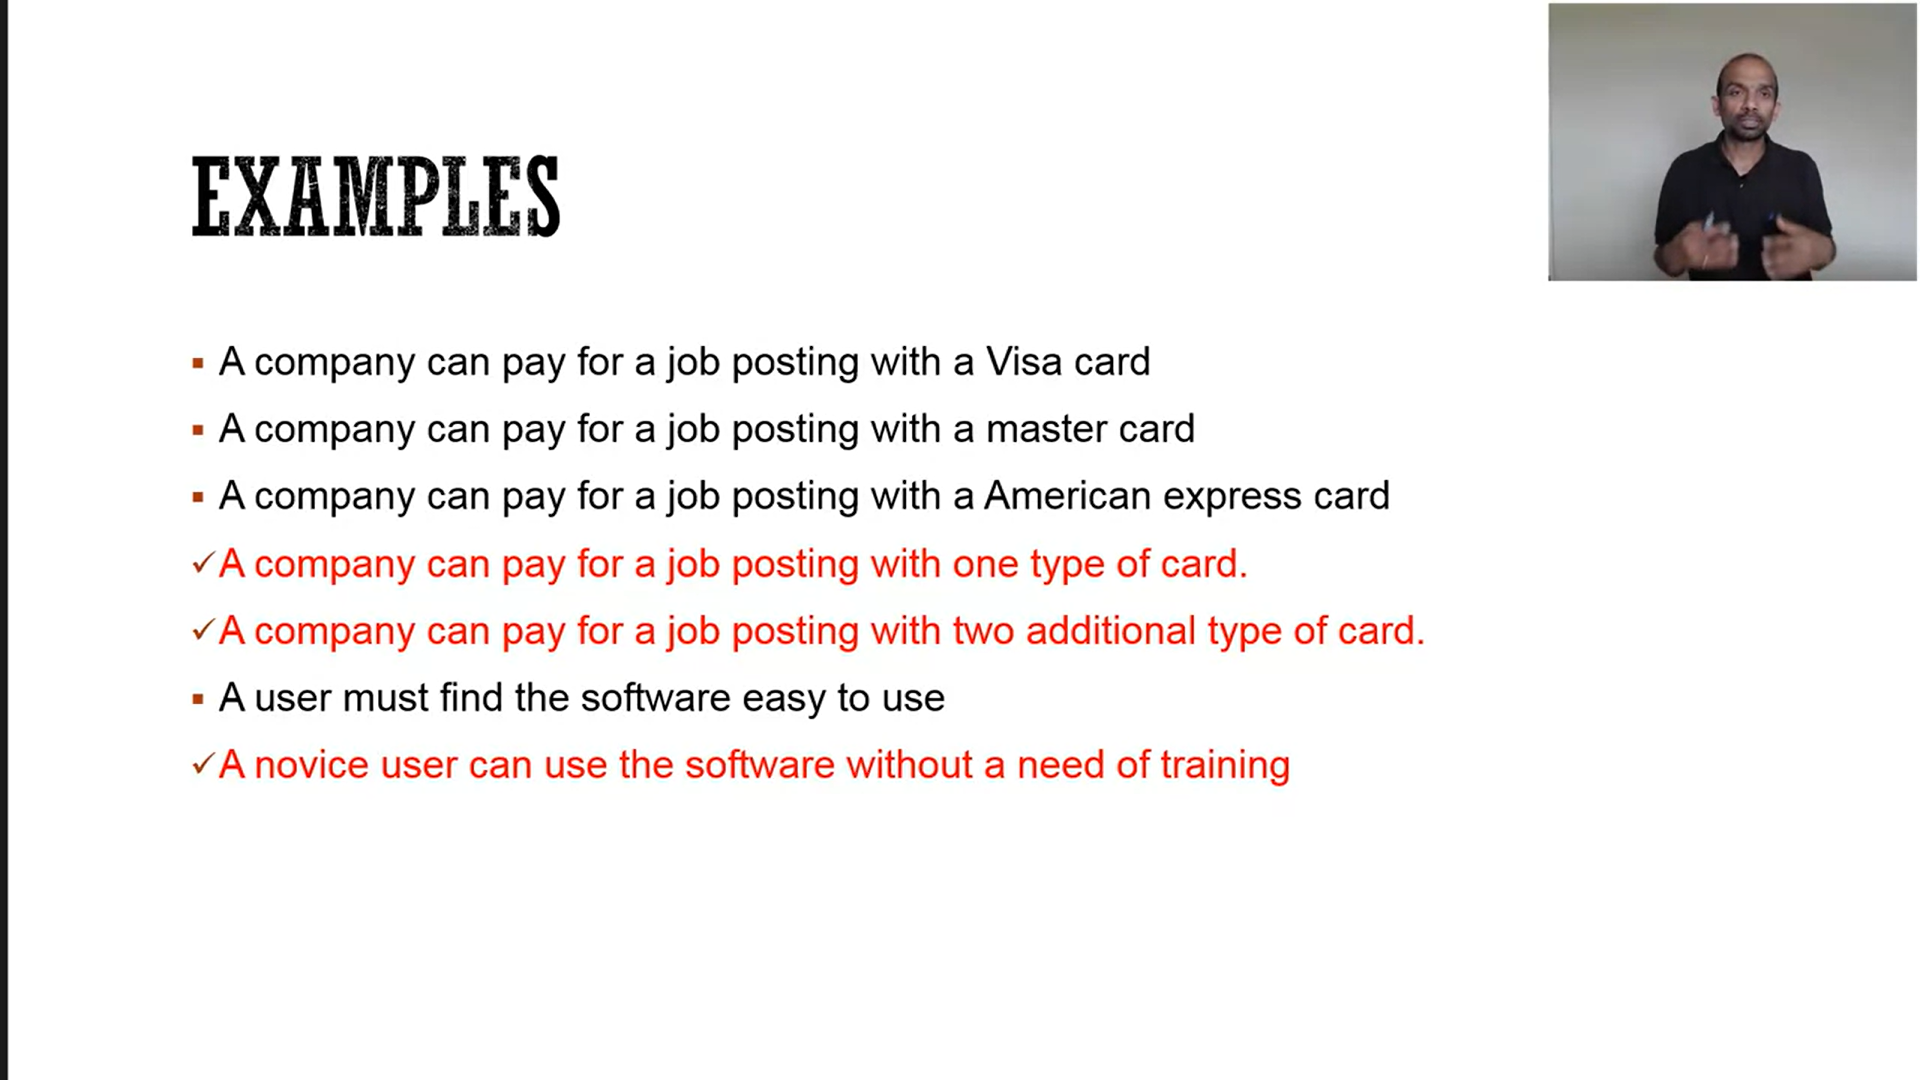 EXAMPLES
A company can pay for a job posting with a Visa card
A company can pay for a job posting with a master card
A company can pay for a job posting with a American express card
A company can pay for a job posting with one type of card.
A company can pay for a job posting with two additional type of card.
A user must find the software easy to use
A novice user can use the software without a need of training